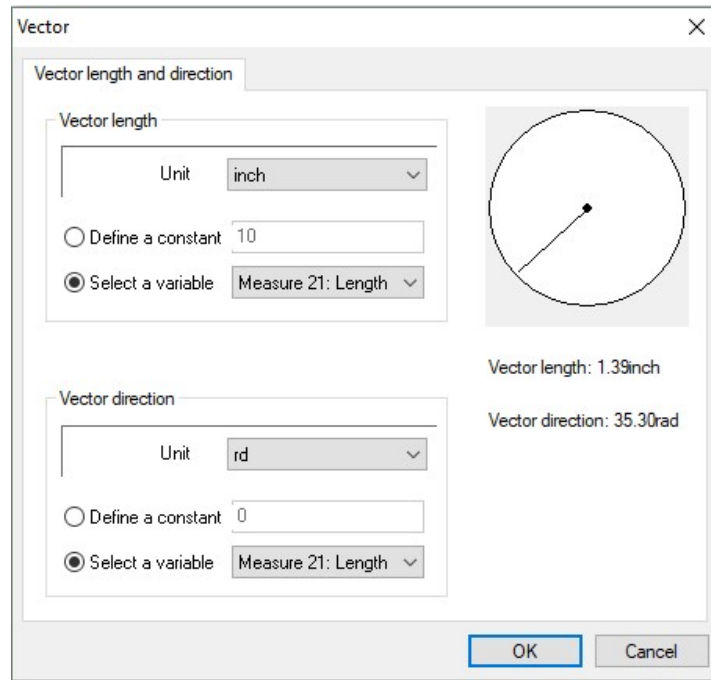 Vector
Vector length and direction
Vector length
Unit inch
Define a constant 10
Select a variable Measure 21: Length
Vector length: 1.39inch
Vector direction: 35.30rad
Vector direction
Unit rd
Define a constant 0
Select a variable Measure 21: Length
OK Cancel